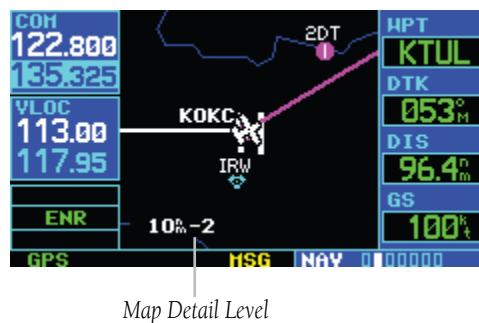 COM
122.800
135.325
VLOC
113.00
117.95
ENR
GPS
2DT
KOKC
IRW
10nm-2
MSG
NAV
WPT
KTUL
DTK
053°M
DIS
96.4nm
GS
100kt
Map Detail Level